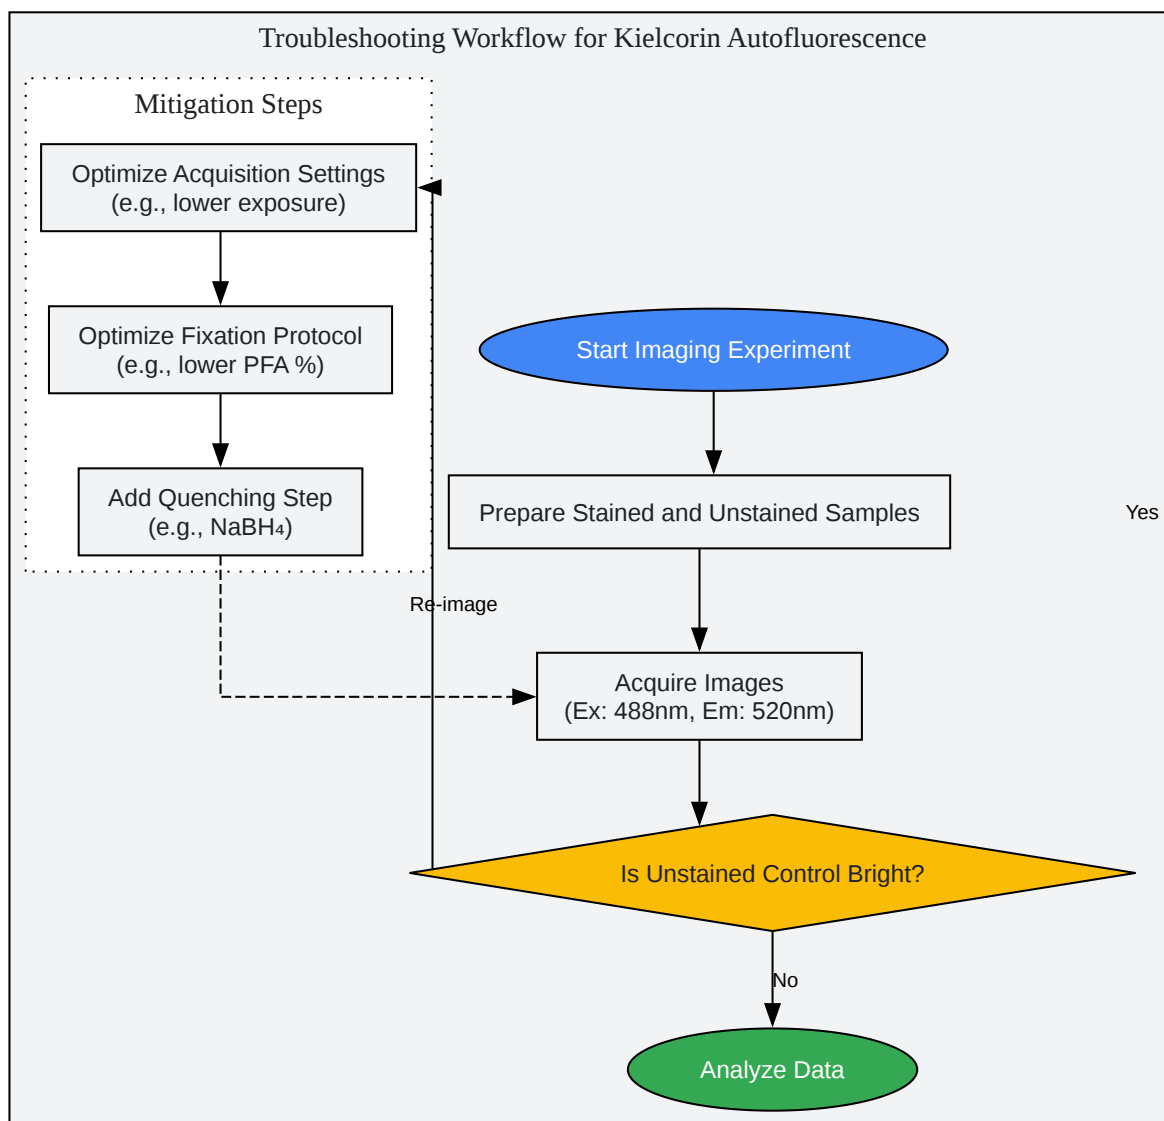 Troubleshooting Workflow for Kielcorin Autofluorescence
Mitigation Steps
Optimize Acquisition Settings
(e.g., lower exposure)
Optimize Fixation Protocol
(e.g., lower PFA %)
Add Quenching Step
(e.g., NaBH₄)
Start Imaging Experiment
Prepare Stained and Unstained Samples
Yes
Re-image
Acquire Images
(Ex: 488nm, Em: 520nm)
Is Unstained Control Bright?
No
Analyze Data